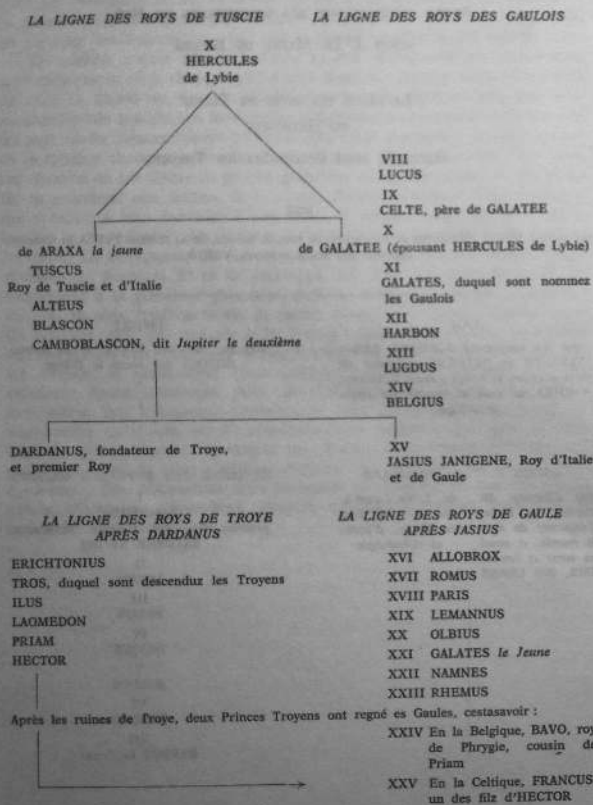 LA LIGNE DES ROYS DE TUSCIE
LA LIGNE DES ROYS DES GAULOIS
X
HERCULES
de Lybie
VIII
LUCUS
IX
CELTE, père de GALATEE
X
de GALATEE (épousant HERCULES de Lybie)
XI
GALATES, duquel sont nommez
les Gaulois
XII
HARBON
XIII
LUGDUS
XIV
BELGIUS
de ARAXA la jeune
TUSCUS
Roy de Tuscie et d'Italie
ALTEUS
BLASCON
CAMBOBLASCON, dit Jupiter le deuxième
DARDANUS, fondateur de Troye,
et premier Roy
XV
JASIUS JANIGENE, Roy d'Italie
et de Gaule
LA LIGNE DES ROYS DE TROYE
APRÈS DARDANUS
ERICHTONIUS
TROS, duquel sont descenduz les Troyens
ILUS
LAOMEDON
PRIAM
HECTOR
LA LIGNE DES ROYS DE GAULE
APRÈS JASIUS
XVI ALLOBROX
XVII ROMUS
XVIII PARIS
XIX LEMANNUS
XX OLBIUS
XXI GALATES le Jeune
XXII NAMNES
XXIII RHEMUS
Après les ruines de Troye, deux Princes Troyens ont regné es Gaules, cestasavoir :
XXIV En la Belgique, BAVO, roy
de Phrygie, cousin de
Priam
XXV En la Celtique, FRANCUS
un des filz d'HECTOR